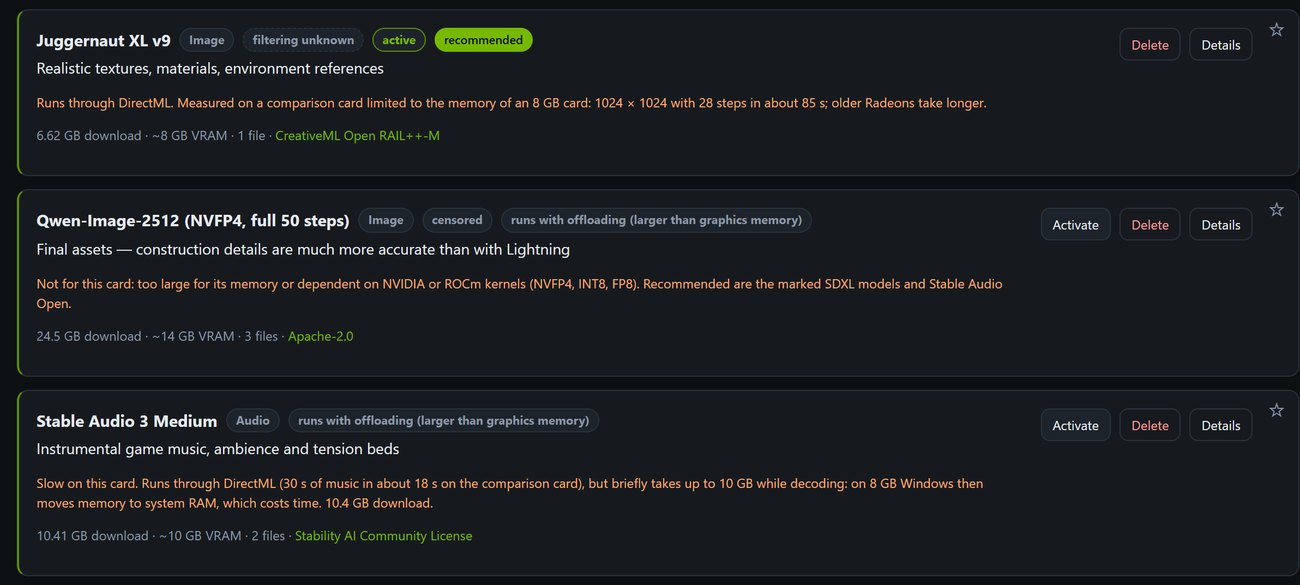 Juggernaut XL v9 Image filtering unknown active recommended Delete Details
Realistic textures, materials, environment references
Runs through DirectML. Measured on a comparison card limited to the memory of an 8 GB card: 1024 × 1024 with 28 steps in about 85 s; older Radeons take longer.
6.62 GB download · ~8 GB VRAM · 1 file · CreativeML Open RAIL++-M
Qwen-Image-2512 (NVFP4, full 50 steps) Image censored runs with offloading (larger than graphics memory) Activate Delete Details
Final assets — construction details are much more accurate than with Lightning
Not for this card: too large for its memory or dependent on NVIDIA or ROCm kernels (NVFP4, INT8, FP8). Recommended are the marked SDXL models and Stable Audio
Open.
24.5 GB download · ~14 GB VRAM · 3 files · Apache-2.0
Stable Audio 3 Medium Audio runs with offloading (larger than graphics memory) Activate Delete Details
Instrumental game music, ambience and tension beds
Slow on this card. Runs through DirectML (30 s of music in about 18 s on the comparison card), but briefly takes up to 10 GB while decoding: on 8 GB Windows then
moves memory to system RAM, which costs time. 10.4 GB download.
10.41 GB download · ~10 GB VRAM · 2 files · Stability AI Community License